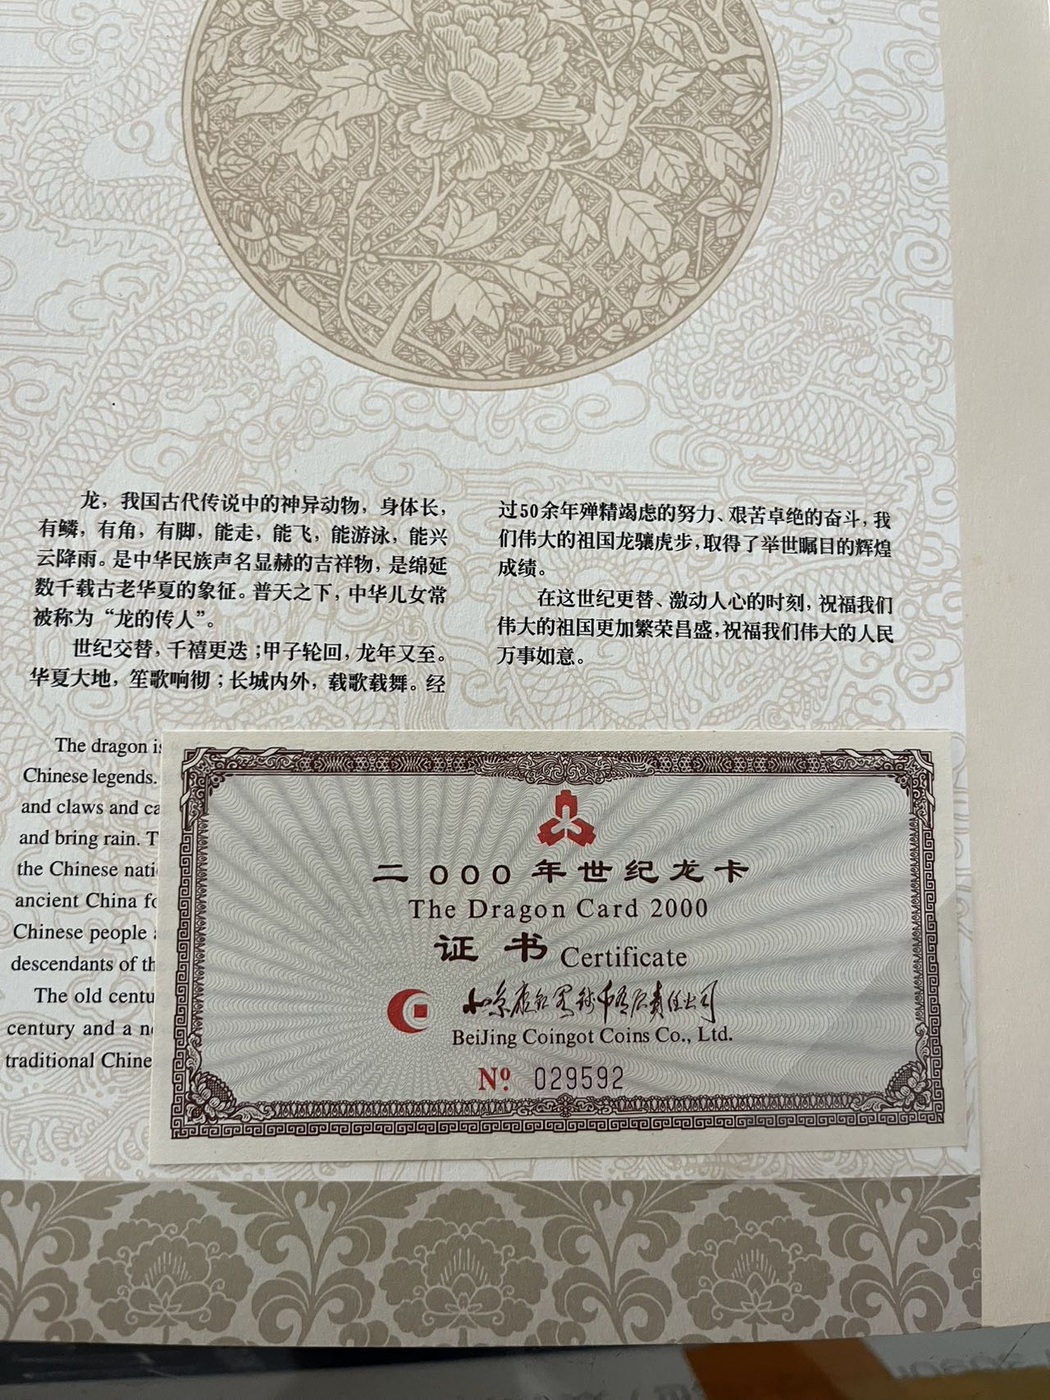 龙，我国古代传说中的神异动物，身体长，
有鳞，有角，有脚，能走，能飞，能游泳，能兴
云降雨。是中华民族声名显赫的吉祥物，是绵延
数千载古老华夏的象征。普天之下，中华儿女常
被称为“龙的传人”。
世纪交替，千禧更迭；甲子轮回，龙年又至。
华夏大地，笙歌响彻；长城内外，载歌载舞。经
过50余年殚精竭虑的努力、艰苦卓绝的奋斗，我
们伟大的祖国龙骧虎步，取得了举世瞩目的辉煌
成绩。
在这世纪更替、激动人心的时刻，祝福我们
伟大的祖国更加繁荣昌盛，祝福我们伟大的人民
万事如意。
The dragon is
Chinese legends.
and claws and ca
and bring rain. T
the Chinese nati
ancient China fo
Chinese people
descendants of th
The old centu
century and a ne
traditional Chine
二000年世纪龙卡
The Dragon Card 2000
证书 Certificate
BeiJing Coingot Coins Co., Ltd.
Nº 029592